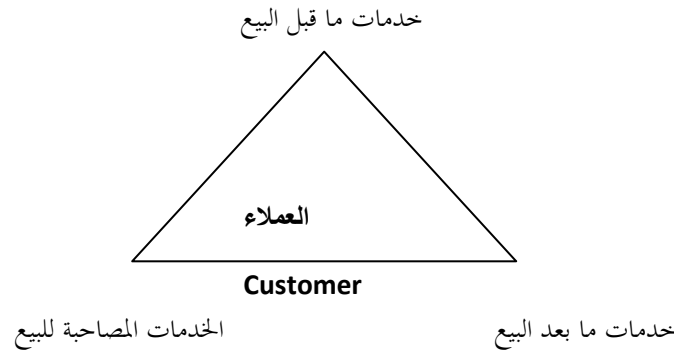 خدمات ما قبل البيع
العملاء
Customer
خدمات ما بعد البيع
الخدمات المصاحبة للبيع